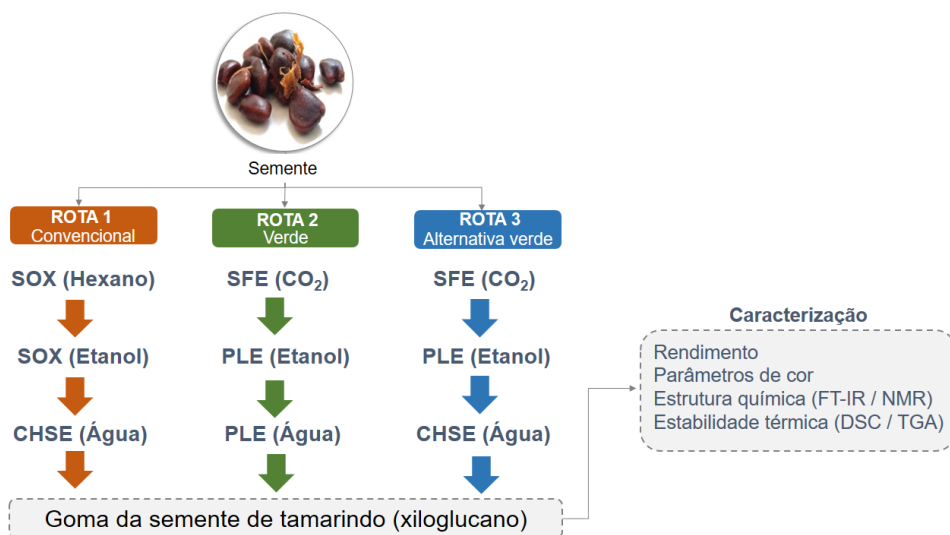 Semente
ROTA 1
Convencional
ROTA 2
Verde
ROTA 3
Alternativa verde
SOX (Hexano)
SFE (CO₂)
SFE (CO₂)
SOX (Etanol)
PLE (Etanol)
PLE (Etanol)
CHSE (Água)
PLE (Água)
CHSE (Água)
Goma da semente de tamarindo (xiloglucano)
Caracterização
Rendimento
Parâmetros de cor
Estrutura química (FT-IR / NMR)
Estabilidade térmica (DSC / TGA)